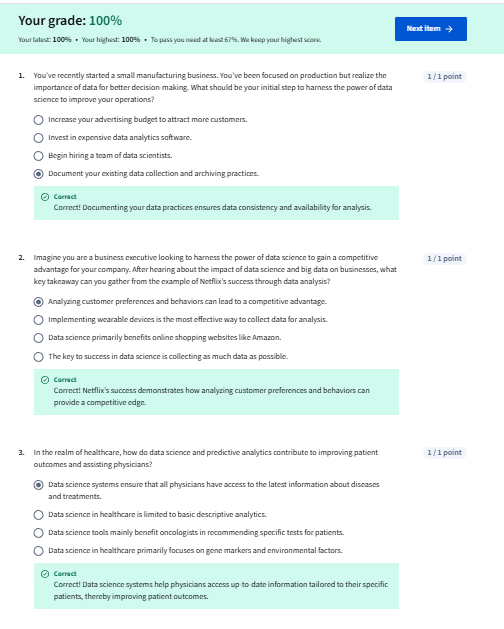 Your grade: 100%
Your latest: 100% • Your highest: 100% • To pass you need at least 67%. We keep your highest score.
Next item →
1. You've recently started a small manufacturing business. You've been focused on production but realize the
importance of data for better decision-making. What should be your initial step to harness the power of data
science to improve your operations?
1 / 1 point
Increase your advertising budget to attract more customers.
Invest in expensive data analytics software.
Begin hiring a team of data scientists.
Document your existing data collection and archiving practices.
Correct
Correct! Documenting your data practices ensures data consistency and availability for analysis.
2. Imagine you are a business executive looking to harness the power of data science to gain a competitive
advantage for your company. After hearing about the impact of data science and big data on businesses, what
key takeaway can you gather from the example of Netflix's success through data analysis?
1 / 1 point
Analyzing customer preferences and behaviors can lead to a competitive advantage.
Implementing wearable devices is the most effective way to collect data for analysis.
Data science primarily benefits online shopping websites like Amazon.
The key to success in data science is collecting as much data as possible.
Correct
Correct! Netflix's success demonstrates how analyzing customer preferences and behaviors can
provide a competitive edge.
3. In the realm of healthcare, how do data science and predictive analytics contribute to improving patient
outcomes and assisting physicians?
1 / 1 point
Data science systems ensure that all physicians have access to the latest information about diseases
and treatments.
Data science in healthcare is limited to basic descriptive analytics.
Data science tools mainly benefit oncologists in recommending specific tests for patients.
Data science in healthcare primarily focuses on gene markers and environmental factors.
Correct
Correct! Data science systems help physicians access up-to-date information tailored to their specific
patients, thereby improving patient outcomes.